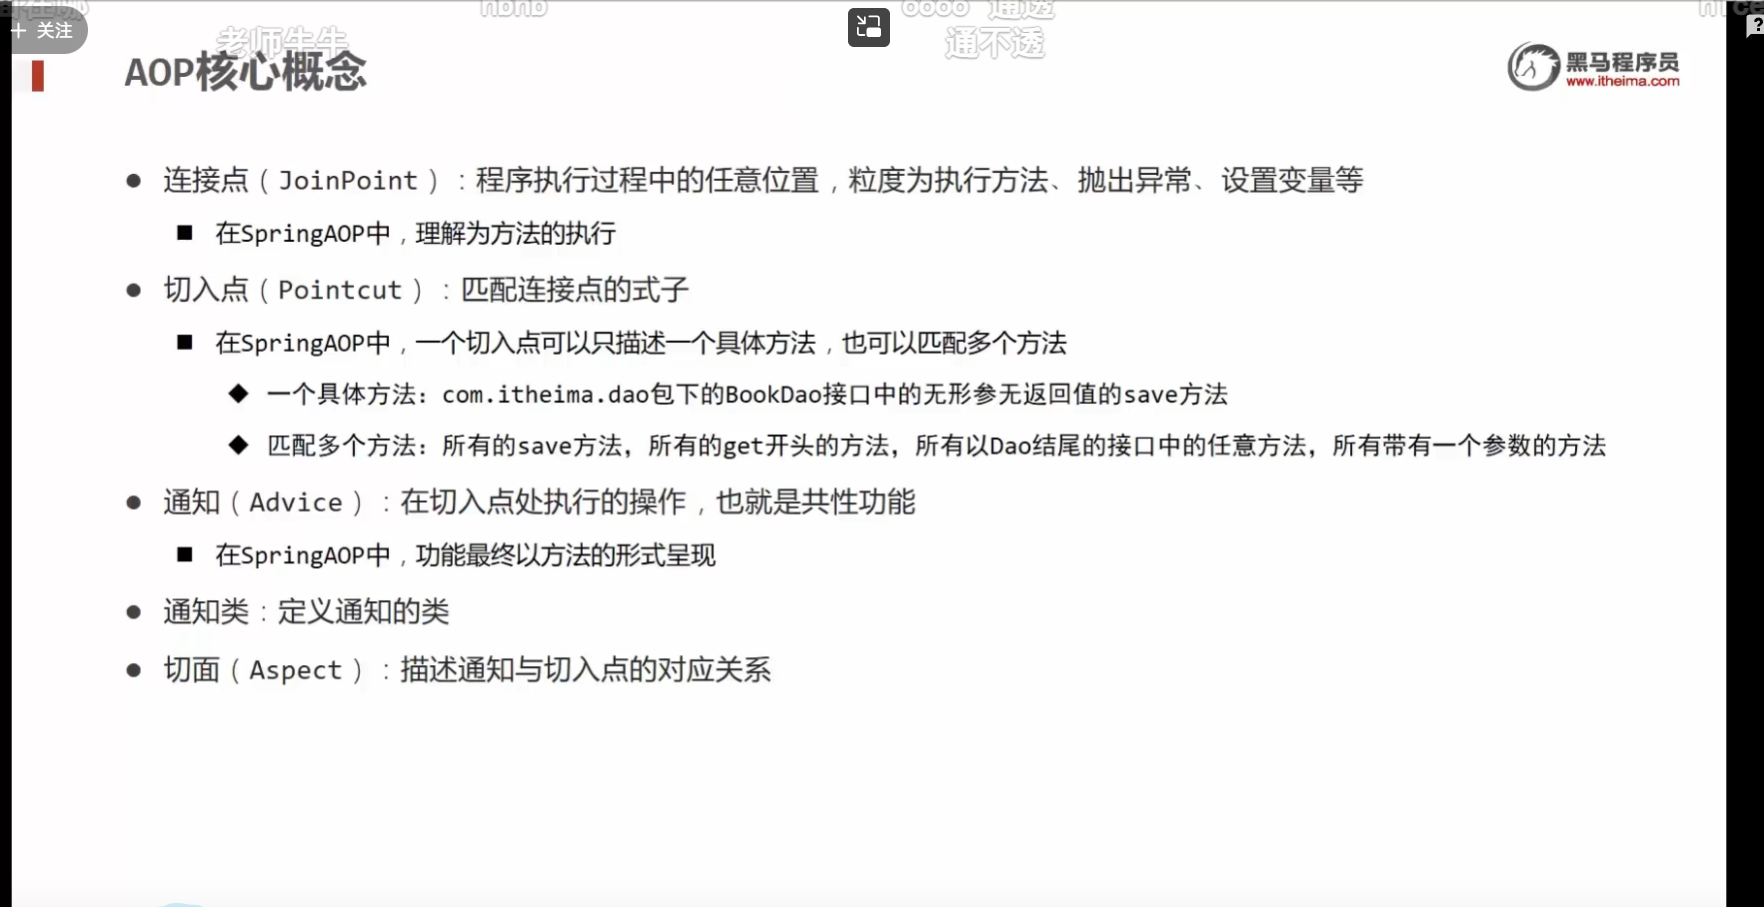 nbnb
oooo 通透
+ 关注
老师牛牛
通不透
?
AOP核心概念
黑马程序员
www.itheima.com
● 连接点（JoinPoint）：程序执行过程中的任意位置，粒度为执行方法、抛出异常、设置变量等
■ 在SpringAOP中，理解为方法的执行
● 切入点（Pointcut）：匹配连接点的式子
■ 在SpringAOP中，一个切入点可以只描述一个具体方法，也可以匹配多个方法
◆ 一个具体方法：com.itheima.dao包下的BookDao接口中的无形参无返回值的save方法
◆ 匹配多个方法：所有的save方法，所有的get开头的方法，所有以Dao结尾的接口中的任意方法，所有带有一个参数的方法
● 通知（Advice）：在切入点处执行的操作，也就是共性功能
■ 在SpringAOP中，功能最终以方法的形式呈现
● 通知类：定义通知的类
● 切面（Aspect）：描述通知与切入点的对应关系